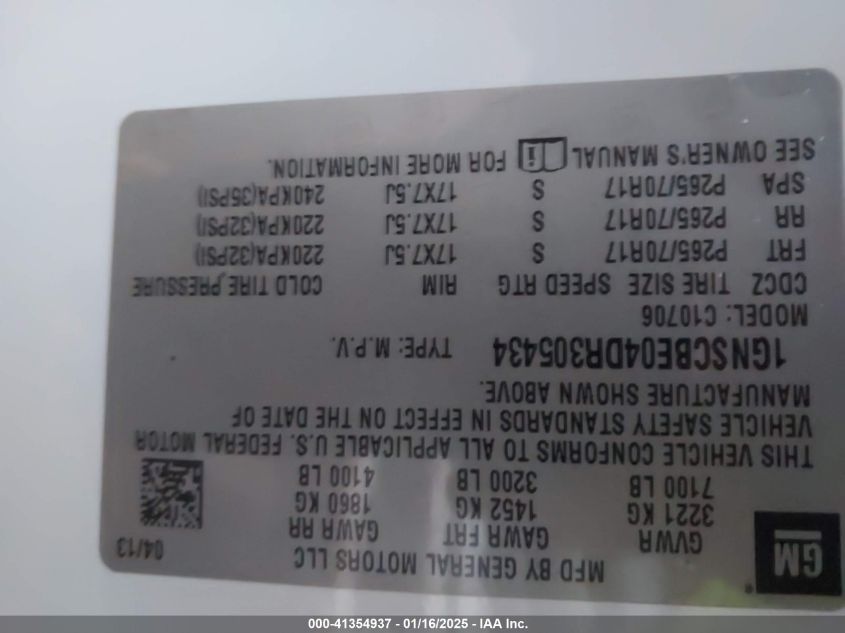 MFD BY GENERAL MOTORS LLC
04/13
GM
GVWR GAWR FRT GAWR RR
3221 KG 1452 KG 1860 KG
7100 LB 3200 LB 4100 LB
THIS VEHICLE CONFORMS TO ALL APPLICABLE U.S. FEDERAL MOTOR
VEHICLE SAFETY STANDARDS IN EFFECT ON THE DATE OF
MANUFACTURE SHOWN ABOVE.
1GNSCBE04DR305434 TYPE: M.P.V.
MODEL: C10706
CDCZ TIRE SIZE SPEED RTG RIM COLD TIRE PRESSURE
FRT P265/70R17 S 17X7.5J 220KPA(32PSI)
RR P265/70R17 S 17X7.5J 220KPA(32PSI)
SPA P265/70R17 S 17X7.5J 240KPA(35PSI)
SEE OWNER'S MANUAL i FOR MORE INFORMATION.
000-41354937 - 01/16/2025 - IAA Inc.